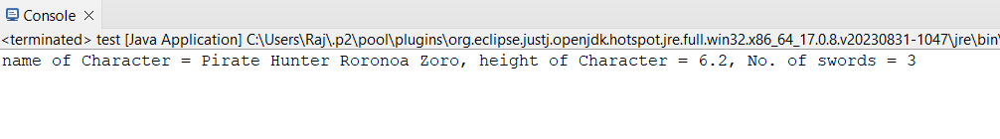 Console
<terminated> test [Java Application] C:\Users\Raj\.p2\pool\plugins\org.eclipse.justj.openjdk.hotspot.jre.full.win32.x86_64_17.0.8.v20230831-1047\jre\bin\
name of Character = Pirate Hunter Roronoa Zoro, height of Character = 6.2, No. of swords = 3